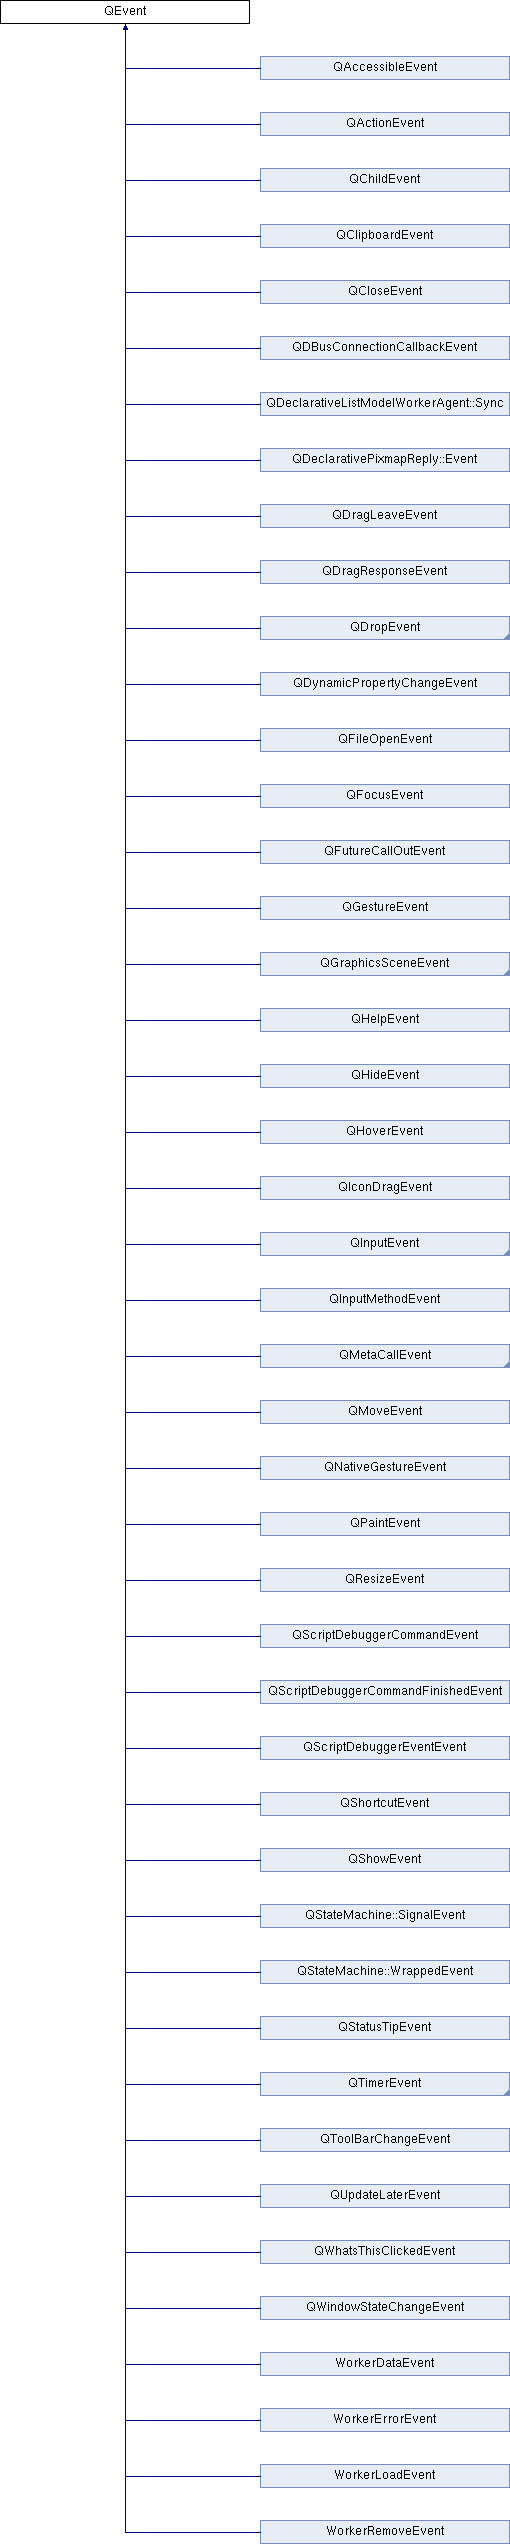 QEvent
QAccessibleEvent
QActionEvent
QChildEvent
QClipboardEvent
QCloseEvent
QDBusConnectionCallbackEvent
QDeclarativeListModelWorkerAgent::Sync
QDeclarativePixmapReply::Event
QDragLeaveEvent
QDragResponseEvent
QDropEvent
QDynamicPropertyChangeEvent
QFileOpenEvent
QFocusEvent
QFutureCallOutEvent
QGestureEvent
QGraphicsSceneEvent
QHelpEvent
QHideEvent
QHoverEvent
QIconDragEvent
QInputEvent
QInputMethodEvent
QMetaCallEvent
QMoveEvent
QNativeGestureEvent
QPaintEvent
QResizeEvent
QScriptDebuggerCommandEvent
QScriptDebuggerCommandFinishedEvent
QScriptDebuggerEventEvent
QShortcutEvent
QShowEvent
QStateMachine::SignalEvent
QStateMachine::WrappedEvent
QStatusTipEvent
QTimerEvent
QToolBarChangeEvent
QUpdateLaterEvent
QWhatsThisClickedEvent
QWindowStateChangeEvent
WorkerDataEvent
WorkerErrorEvent
WorkerLoadEvent
WorkerRemoveEvent